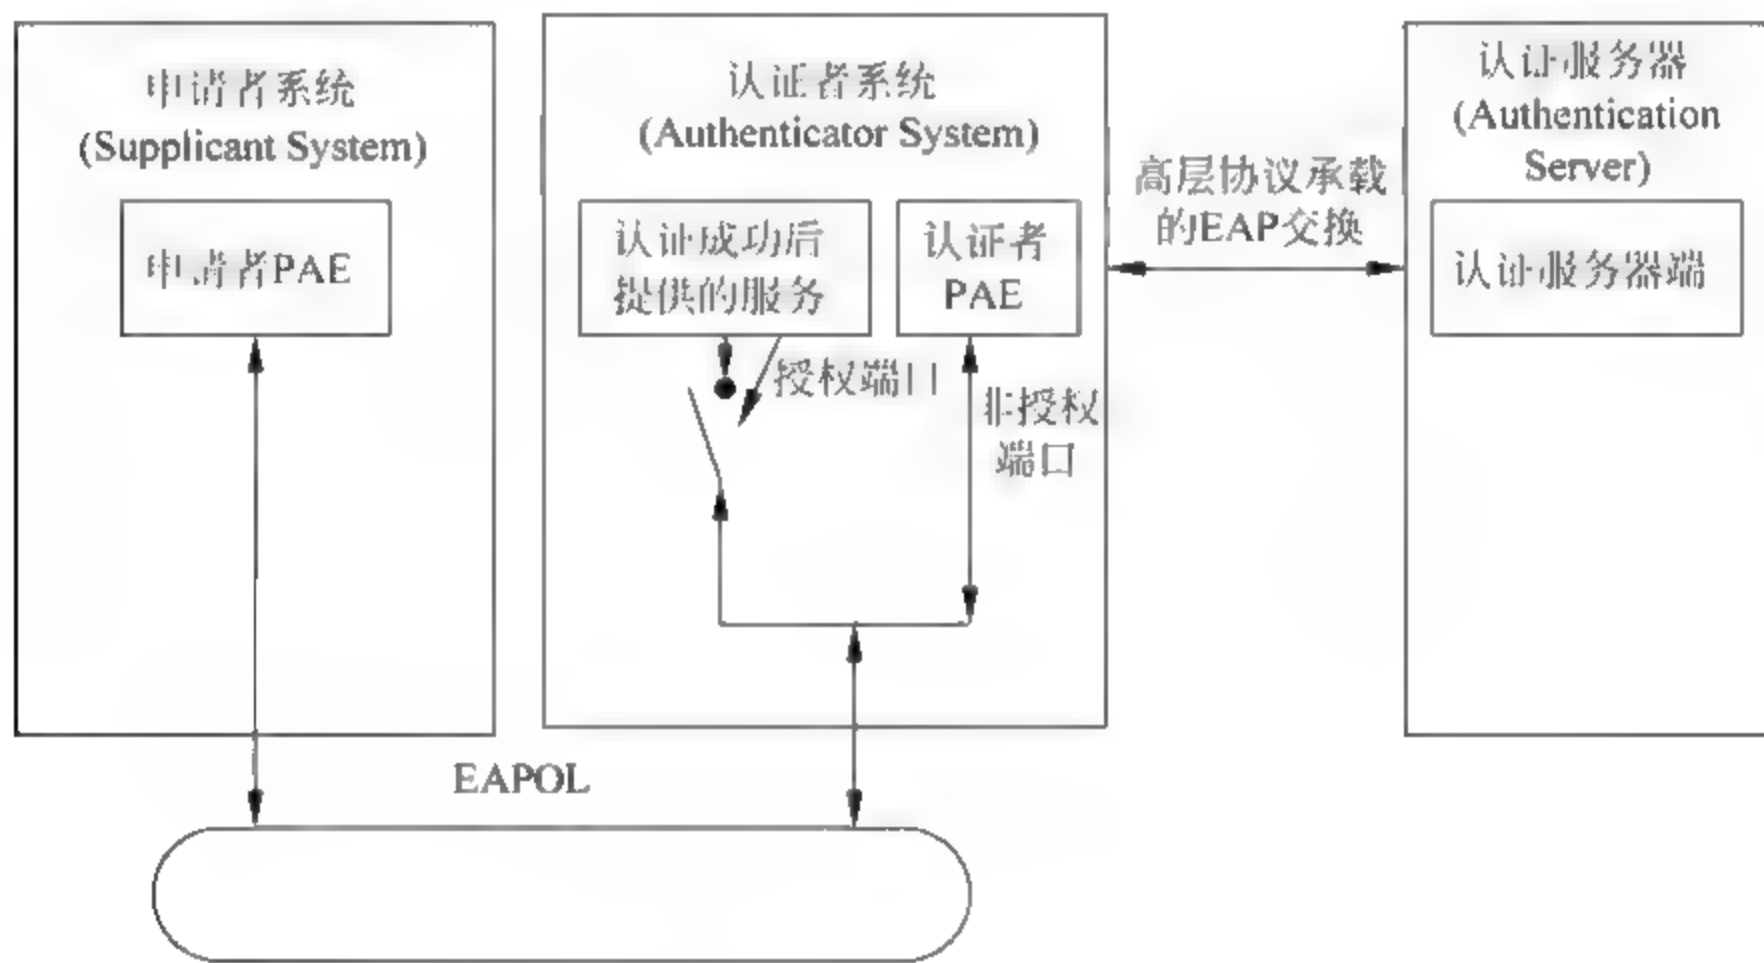 申请者系统
(Supplicant System)
申请者PAE
认证者系统
(Authenticator System)
认证成功后
提供的服务
认证者
PAE
授权端口
非授权
端口
高层协议承载
的EAP交换
认证服务器
(Authentication
Server)
认证服务器端
EAPOL